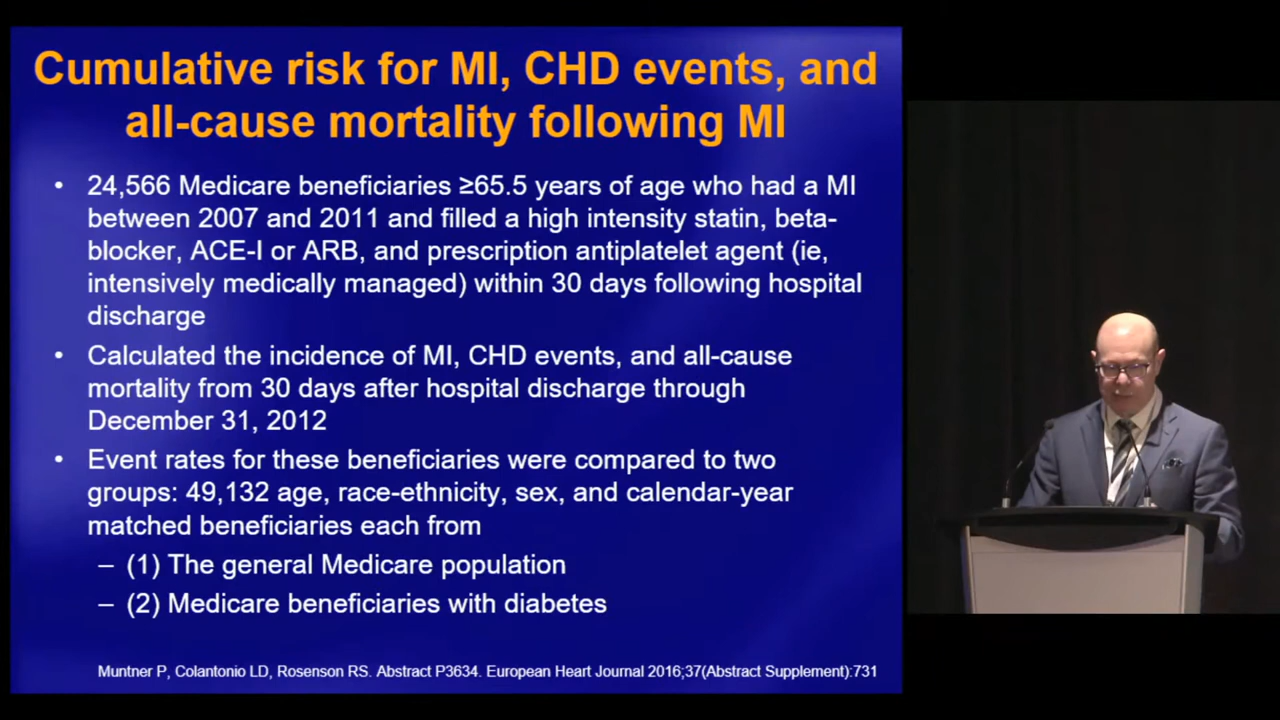 Cumulative risk for MI, CHD events, and
all-cause mortality following MI
• 24,566 Medicare beneficiaries ≥65.5 years of age who had a MI
between 2007 and 2011 and filled a high intensity statin, beta-
blocker, ACE-I or ARB, and prescription antiplatelet agent (ie,
intensively medically managed) within 30 days following hospital
discharge
• Calculated the incidence of MI, CHD events, and all-cause
mortality from 30 days after hospital discharge through
December 31, 2012
• Event rates for these beneficiaries were compared to two
groups: 49,132 age, race-ethnicity, sex, and calendar-year
matched beneficiaries each from
– (1) The general Medicare population
– (2) Medicare beneficiaries with diabetes
Muntner P, Colantonio LD, Rosenson RS. Abstract P3634. European Heart Journal 2016;37(Abstract Supplement):731